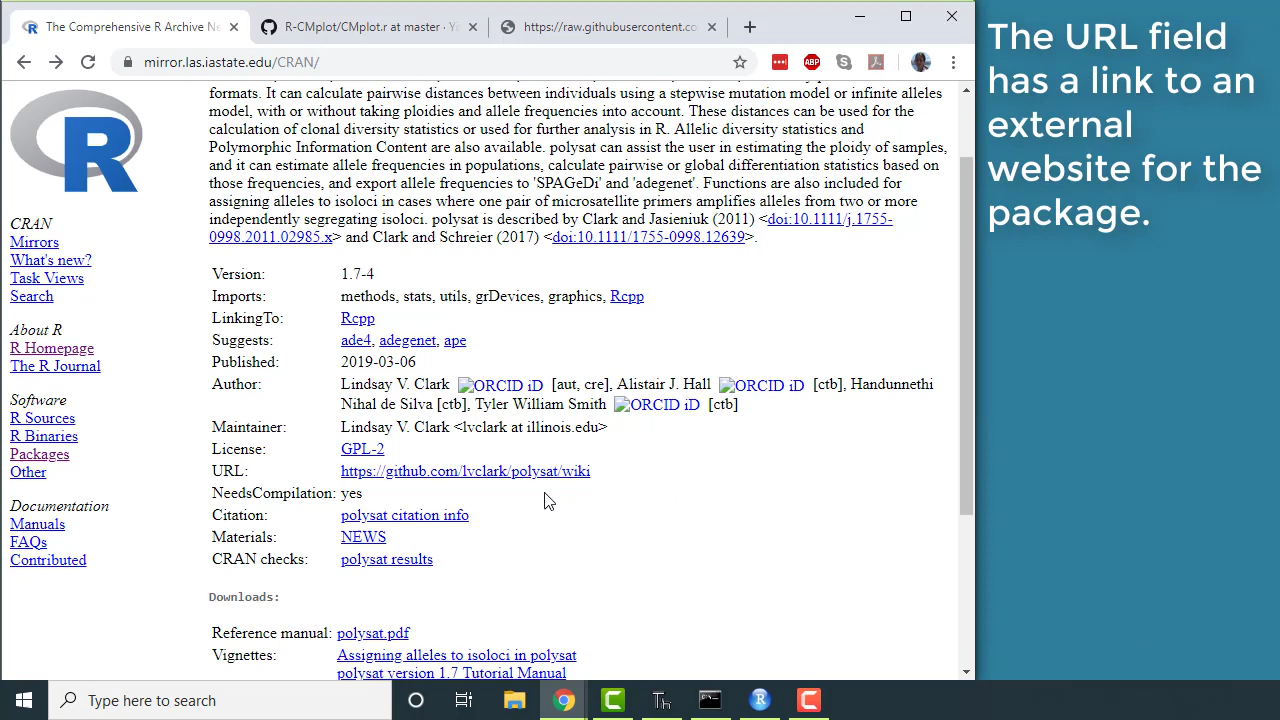 The Comprehensive R Archive Ne
R-CMplot/CMplot.r at master · Yi
https://raw.githubusercontent.co
mirror.las.iastate.edu/CRAN/
ABP
R
CRAN
Mirrors
What's new?
Task Views
Search
About R
R Homepage
The R Journal
Software
R Sources
R Binaries
Packages
Other
Documentation
Manuals
FAQs
Contributed
formats. It can calculate pairwise distances between individuals using a stepwise mutation model or infinite alleles
model, with or without taking ploidies and allele frequencies into account. These distances can be used for the
calculation of clonal diversity statistics or used for further analysis in R. Allelic diversity statistics and
Polymorphic Information Content are also available. polysat can assist the user in estimating the ploidy of samples,
and it can estimate allele frequencies in populations, calculate pairwise or global differentiation statistics based on
those frequencies, and export allele frequencies to 'SPAGeDi' and 'adegenet'. Functions are also included for
assigning alleles to isoloci in cases where one pair of microsatellite primers amplifies alleles from two or more
independently segregating isoloci. polysat is described by Clark and Jasieniuk (2011) <doi:10.1111/j.1755-
0998.2011.02985.x> and Clark and Schreier (2017) <doi:10.1111/1755-0998.12639>.
Version: 1.7-4
Imports: methods, stats, utils, grDevices, graphics, Rcpp
LinkingTo: Rcpp
Suggests: ade4, adegenet, ape
Published: 2019-03-06
Author: Lindsay V. Clark ORCID iD [aut, cre], Alistair J. Hall ORCID iD [ctb], Handunnethi
Nihal de Silva [ctb], Tyler William Smith ORCID iD [ctb]
Maintainer: Lindsay V. Clark <lvclark at illinois.edu>
License: GPL-2
URL: https://github.com/lvclark/polysat/wiki
NeedsCompilation: yes
Citation: polysat citation info
Materials: NEWS
CRAN checks: polysat results
Downloads:
Reference manual: polysat.pdf
Vignettes: Assigning alleles to isoloci in polysat
polysat version 1.7 Tutorial Manual
The URL field
has a link to an
external
website for the
package.
Type here to search